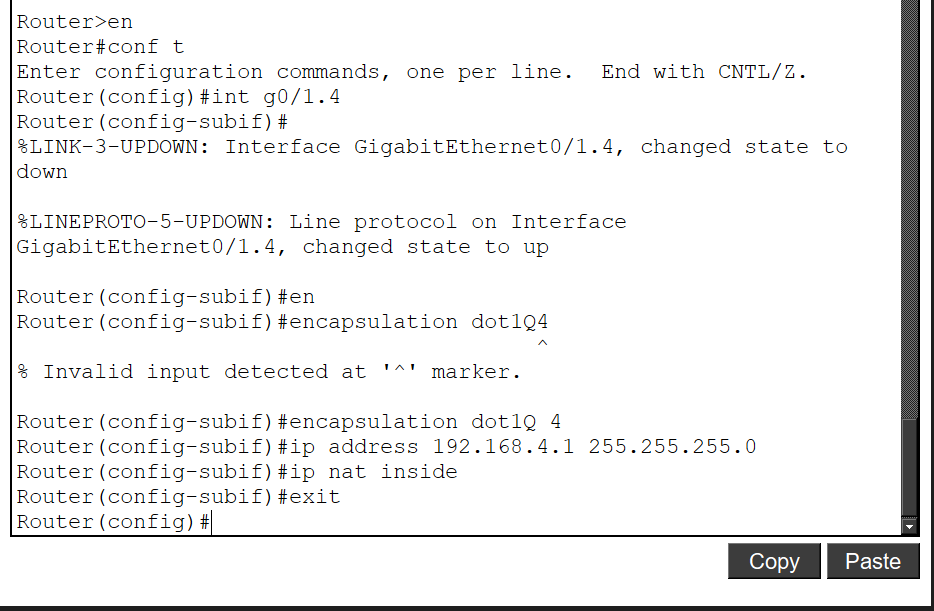 Router>en
Router#conf t
Enter configuration commands, one per line.  End with CNTL/Z.
Router(config)#int g0/1.4
Router(config-subif)#
%LINK-3-UPDOWN: Interface GigabitEthernet0/1.4, changed state to
down
%LINEPROTO-5-UPDOWN: Line protocol on Interface
GigabitEthernet0/1.4, changed state to up
Router(config-subif)#en
Router(config-subif)#encapsulation dot1Q4
^
% Invalid input detected at '^' marker.
Router(config-subif)#encapsulation dot1Q 4
Router(config-subif)#ip address 192.168.4.1 255.255.255.0
Router(config-subif)#ip nat inside
Router(config-subif)#exit
Router(config)#
Copy Paste